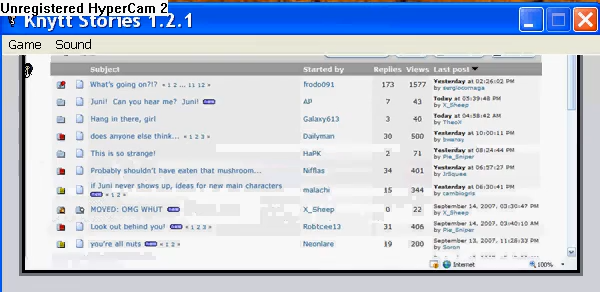 Unregistered HyperCam 2
Knytt Stories 1.2.1
Game Sound
Subject Started by Replies Views Last post
What's going on?!? « 1 2 ... 11 12 » frodo091 173 1577 Yesterday at 02:26:02 PM
by sergiocornaga
Juni! Can you hear me? Juni! AP 7 43 Today at 05:39:48 PM
by X_Sheep
Hang in there, girl Galaxy613 3 40 Today at 04:58:42 AM
by TheoX
does anyone else think... « 1 2 3 » Dailyman 30 500 Yesterday at 10:00:11 PM
by
This is so strange! HaPK 2 71 Yesterday at 08:24:44 PM
by Pie_Sniper
Probably shouldn't have eaten that mushroom... Nifflas 34 401 Yesterday at 06:57:27 PM
by JrSquee
if Juni never shows up, ideas for new main characters
« 1 2 » malachi 15 344 Yesterday at 06:30:41 PM
by
MOVED: OMG WHUT X_Sheep 0 22 September 14, 2007, 03:30:47 PM
by X_Sheep
Look out behind you! « 1 2 3 » Robtcee13 31 406 September 14, 2007, 03:40:10 AM
by Pie_Sniper
you're all nuts « 1 2 » Neonlare 19 200 September 13, 2007, 11:28:33 PM
by Soron
Internet 100%